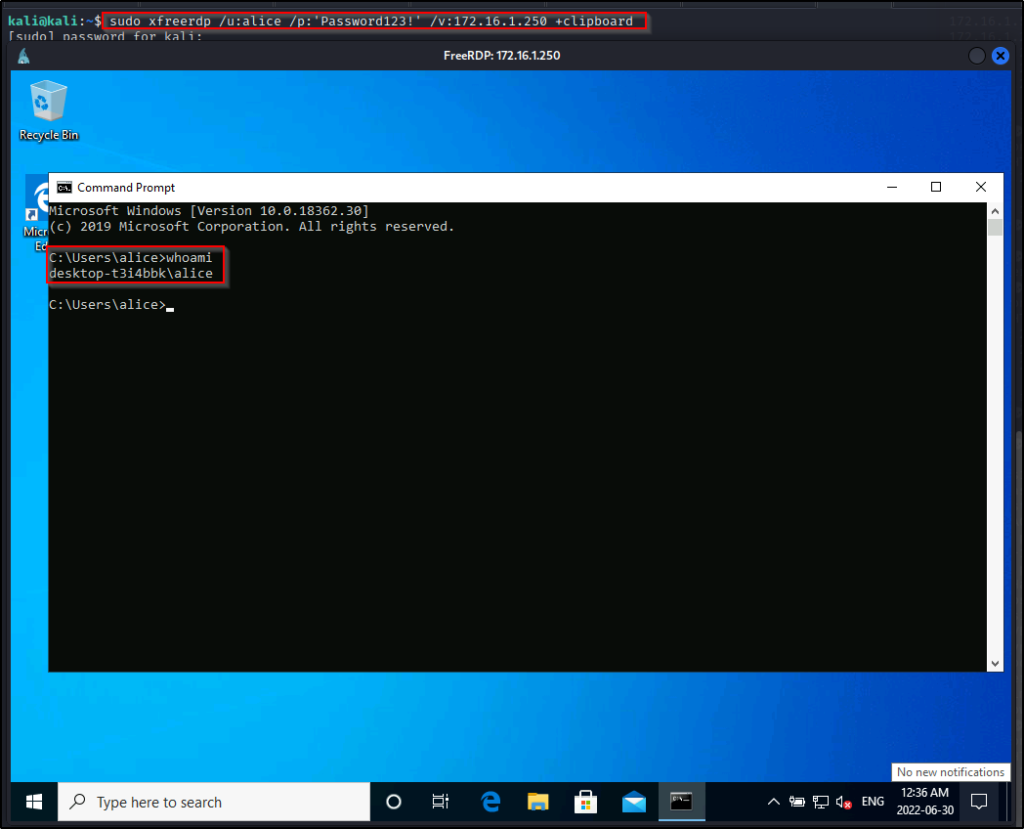 kali@kali:~$ sudo xfreerdp /u:alice /p:'Password123!' /v:172.16.1.250 +clipboard
[sudo] password for kali:
FreeRDP: 172.16.1.250
Recycle Bin
Command Prompt
Microsoft Windows [Version 10.0.18362.30]
(c) 2019 Microsoft Corporation. All rights reserved.
C:\Users\alice>whoami
desktop-t3i4bbk\alice
C:\Users\alice>
No new notifications
Type here to search
ENG
12:36 AM
2022-06-30